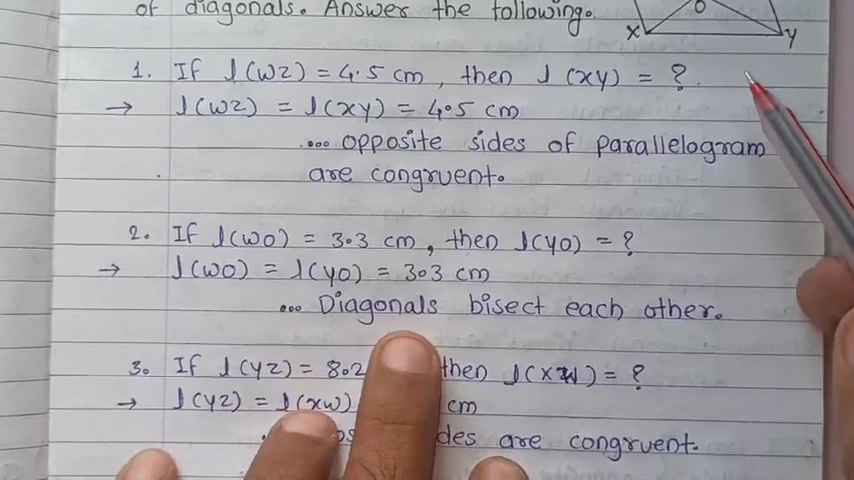 of diagonals. Answer the following.
O
X
Y
1. If l(WZ) = 4.5 cm, then l(XY) = ?
→ l(WZ) = l(XY) = 4.5 cm
... opposite sides of parallelogram
are congruent.
2. If l(WO) = 3.3 cm, then l(YO) = ?
→ l(WO) = l(YO) = 3.3 cm
... Diagonals bisect each other.
3. If l(YZ) = 8.2 then l(XW) = ?
→ l(YZ) = l(XW) cm
are congruent.